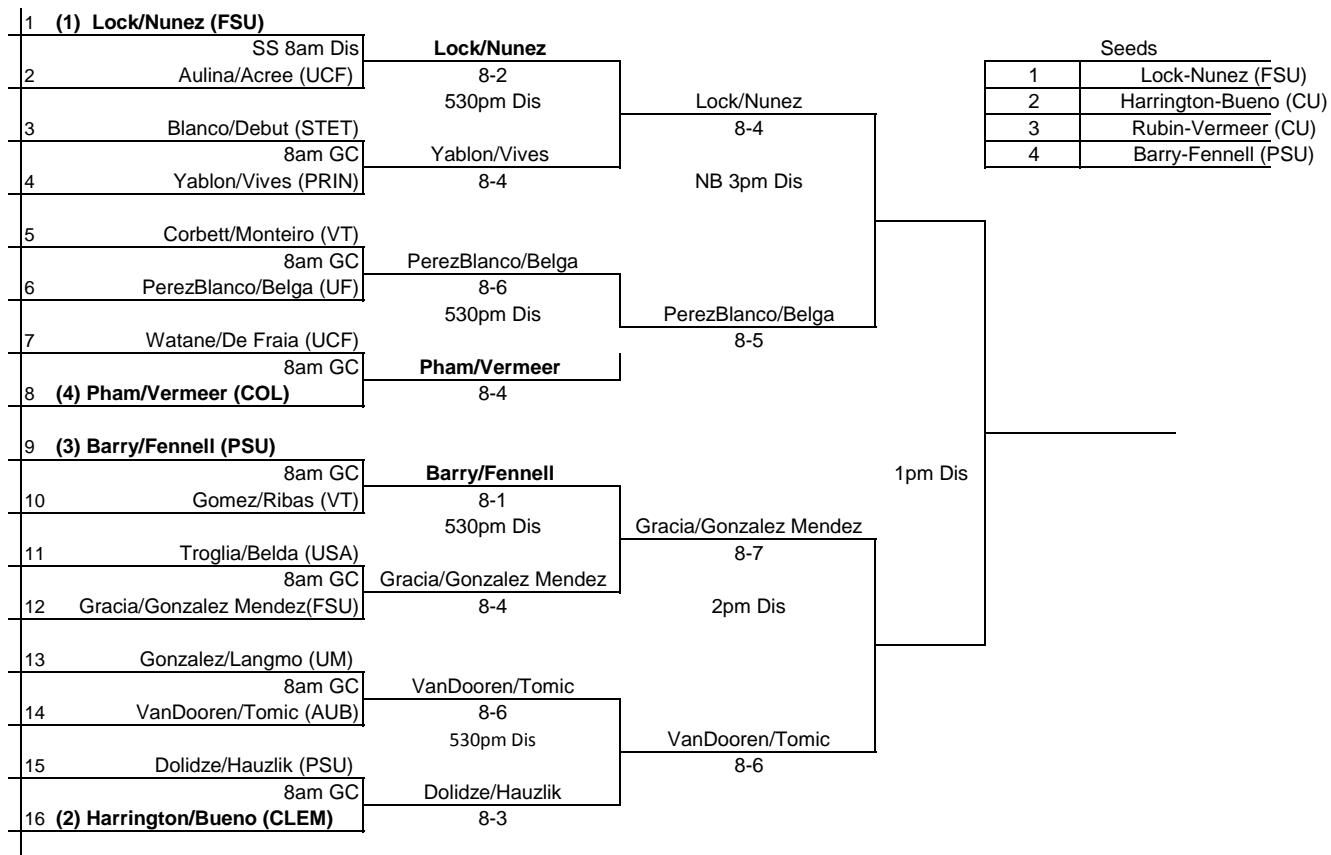 1 (1) Lock/Nunez (FSU)
SS 8am Dis Lock/Nunez Seeds
2 Aulina/Acree (UCF) 8-2 1 Lock-Nunez (FSU)
530pm Dis Lock/Nunez 2 Harrington-Bueno (CU)
3 Blanco/Debut (STET) 8-4 3 Rubin-Vermeer (CU)
8am GC Yablon/Vives 4 Barry-Fennell (PSU)
4 Yablon/Vives (PRIN) 8-4 NB 3pm Dis
5 Corbett/Monteiro (VT)
8am GC PerezBlanco/Belga
6 PerezBlanco/Belga (UF) 8-6
530pm Dis PerezBlanco/Belga
7 Watane/De Fraia (UCF) 8-5
8am GC Pham/Vermeer
8 (4) Pham/Vermeer (COL) 8-4
9 (3) Barry/Fennell (PSU)
8am GC Barry/Fennell 1pm Dis
10 Gomez/Ribas (VT) 8-1
530pm Dis Gracia/Gonzalez Mendez
11 Troglia/Belda (USA) 8-7
8am GC Gracia/Gonzalez Mendez
12 Gracia/Gonzalez Mendez(FSU) 8-4 2pm Dis
13 Gonzalez/Langmo (UM)
8am GC VanDooren/Tomic
14 VanDooren/Tomic (AUB) 8-6
530pm Dis VanDooren/Tomic
15 Dolidze/Hauzlik (PSU) 8-6
8am GC Dolidze/Hauzlik
16 (2) Harrington/Bueno (CLEM) 8-3